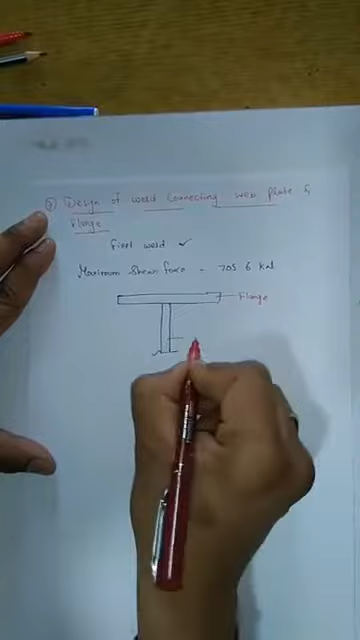 Design of weld Connecting web plate &
flange
fillet weld ✓
Maximum Shear force = 705.6 kN
Flange